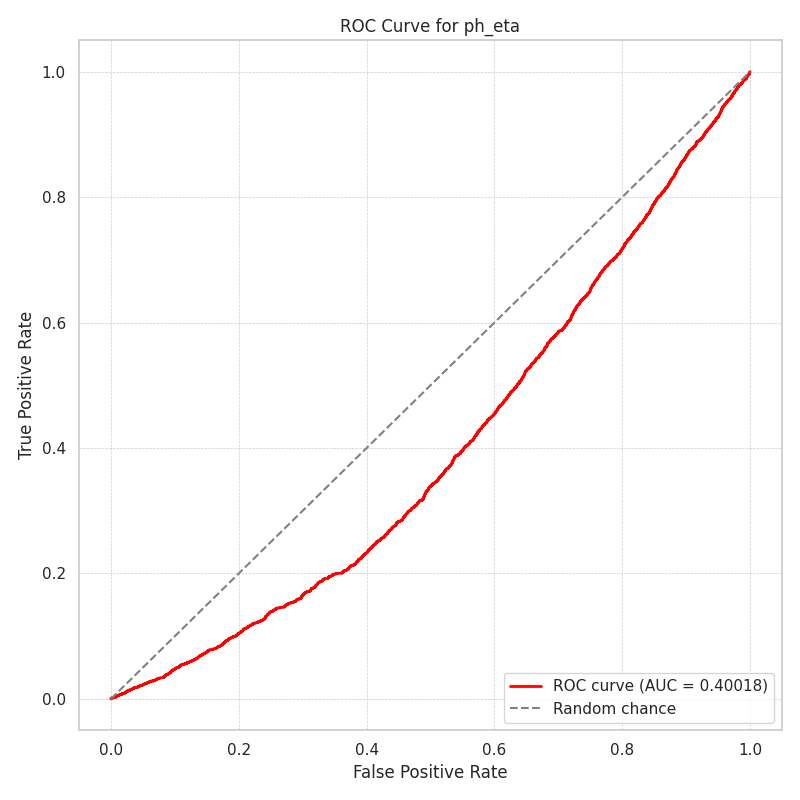 ROC Curve for ph_eta
True Positive Rate
1.0
0.8
0.6
0.4
0.2
0.0
0.0 0.2 0.4 0.6 0.8 1.0
False Positive Rate
ROC curve (AUC = 0.40018)
Random chance